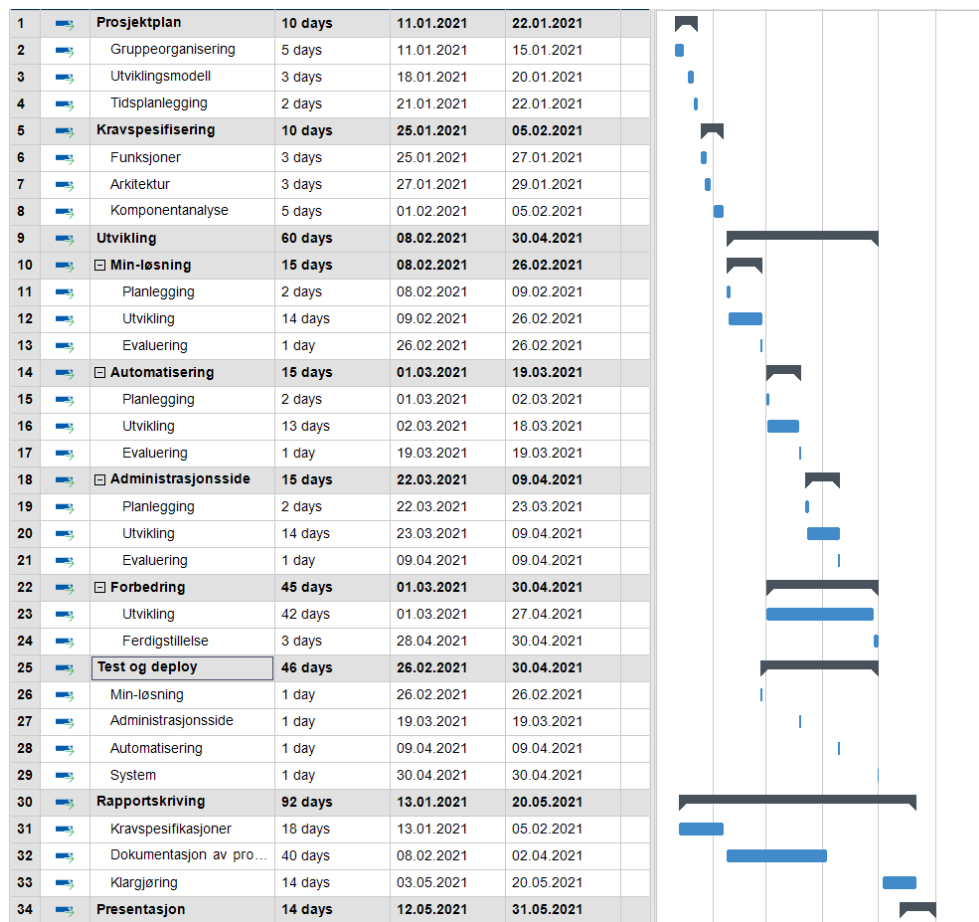 1 Prosjektplan 10 days 11.01.2021 22.01.2021
2 Gruppeorganisering 5 days 11.01.2021 15.01.2021
3 Utviklingsmodell 3 days 18.01.2021 20.01.2021
4 Tidsplanlegging 2 days 21.01.2021 22.01.2021
5 Kravspesifisering 10 days 25.01.2021 05.02.2021
6 Funksjoner 3 days 25.01.2021 27.01.2021
7 Arkitektur 3 days 27.01.2021 29.01.2021
8 Komponentanalyse 5 days 01.02.2021 05.02.2021
9 Utvikling 60 days 08.02.2021 30.04.2021
10 Min-løsning 15 days 08.02.2021 26.02.2021
11 Planlegging 2 days 08.02.2021 09.02.2021
12 Utvikling 14 days 09.02.2021 26.02.2021
13 Evaluering 1 day 26.02.2021 26.02.2021
14 Automatisering 15 days 01.03.2021 19.03.2021
15 Planlegging 2 days 01.03.2021 02.03.2021
16 Utvikling 13 days 02.03.2021 18.03.2021
17 Evaluering 1 day 19.03.2021 19.03.2021
18 Administrasjonsside 15 days 22.03.2021 09.04.2021
19 Planlegging 2 days 22.03.2021 23.03.2021
20 Utvikling 14 days 23.03.2021 09.04.2021
21 Evaluering 1 day 09.04.2021 09.04.2021
22 Forbedring 45 days 01.03.2021 30.04.2021
23 Utvikling 42 days 01.03.2021 27.04.2021
24 Ferdigstillelse 3 days 28.04.2021 30.04.2021
25 Test og deploy 46 days 26.02.2021 30.04.2021
26 Min-løsning 1 day 26.02.2021 26.02.2021
27 Administrasjonsside 1 day 19.03.2021 19.03.2021
28 Automatisering 1 day 09.04.2021 09.04.2021
29 System 1 day 30.04.2021 30.04.2021
30 Rapportskriving 92 days 13.01.2021 20.05.2021
31 Kravspesifikasjoner 18 days 13.01.2021 05.02.2021
32 Dokumentasjon av pro... 40 days 08.02.2021 02.04.2021
33 Klargjøring 14 days 03.05.2021 20.05.2021
34 Presentasjon 14 days 12.05.2021 31.05.2021